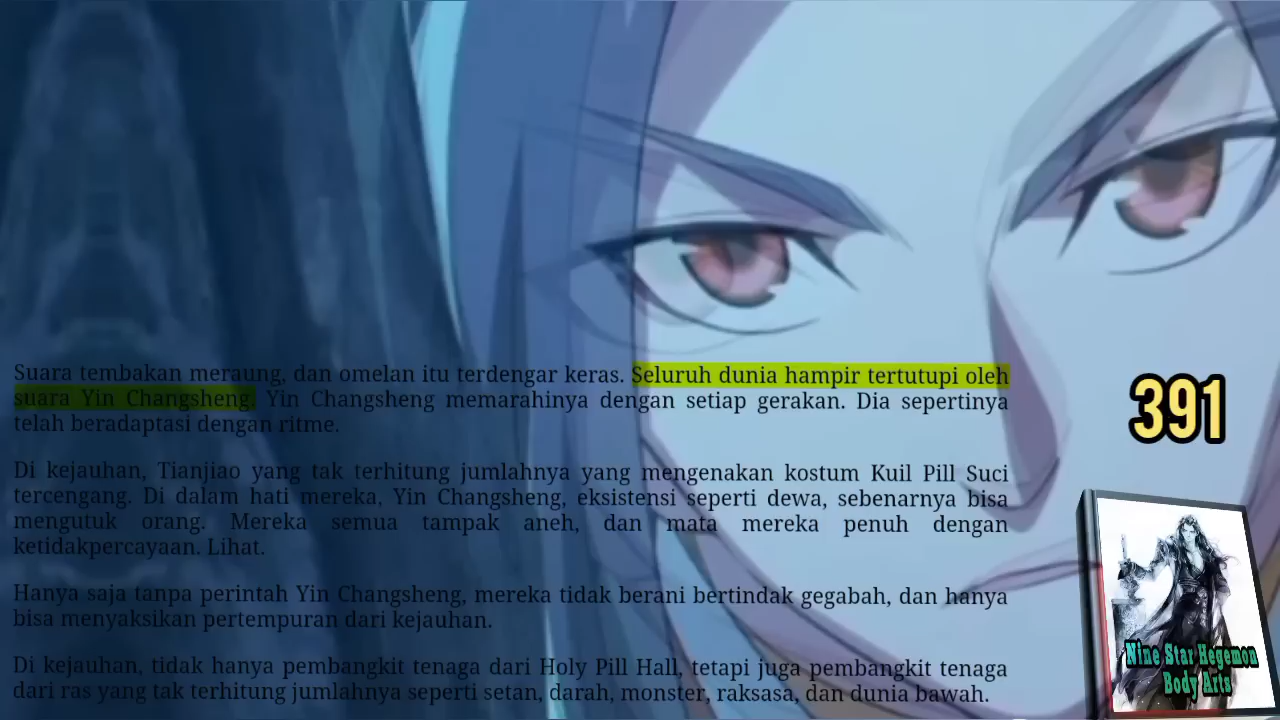 Suara tembakan meraung, dan omelan itu terdengar keras. Seluruh dunia hampir tertutupi oleh
suara Yin Changsheng. Yin Changsheng memarahinya dengan setiap gerakan. Dia sepertinya
telah beradaptasi dengan ritme.
Di kejauhan, Tianjiao yang tak terhitung jumlahnya yang mengenakan kostum Kuil Pill Suci
tercengang. Di dalam hati mereka, Yin Changsheng, eksistensi seperti dewa, sebenarnya bisa
mengutuk orang. Mereka semua tampak aneh, dan mata mereka penuh dengan
ketidakpercayaan. Lihat.
Hanya saja tanpa perintah Yin Changsheng, mereka tidak berani bertindak gegabah, dan hanya
bisa menyaksikan pertempuran dari kejauhan.
Di kejauhan, tidak hanya pembangkit tenaga dari Holy Pill Hall, tetapi juga pembangkit tenaga
dari ras yang tak terhitung jumlahnya seperti setan, darah, monster, raksasa, dan dunia bawah.
391
Nine Star Hegemon
Body Arts